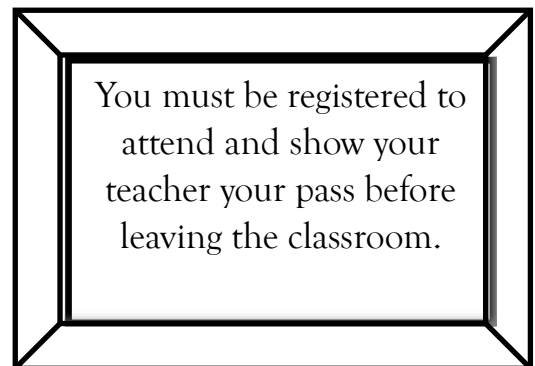 You must be registered to
attend and show your
teacher your pass before
leaving the classroom.